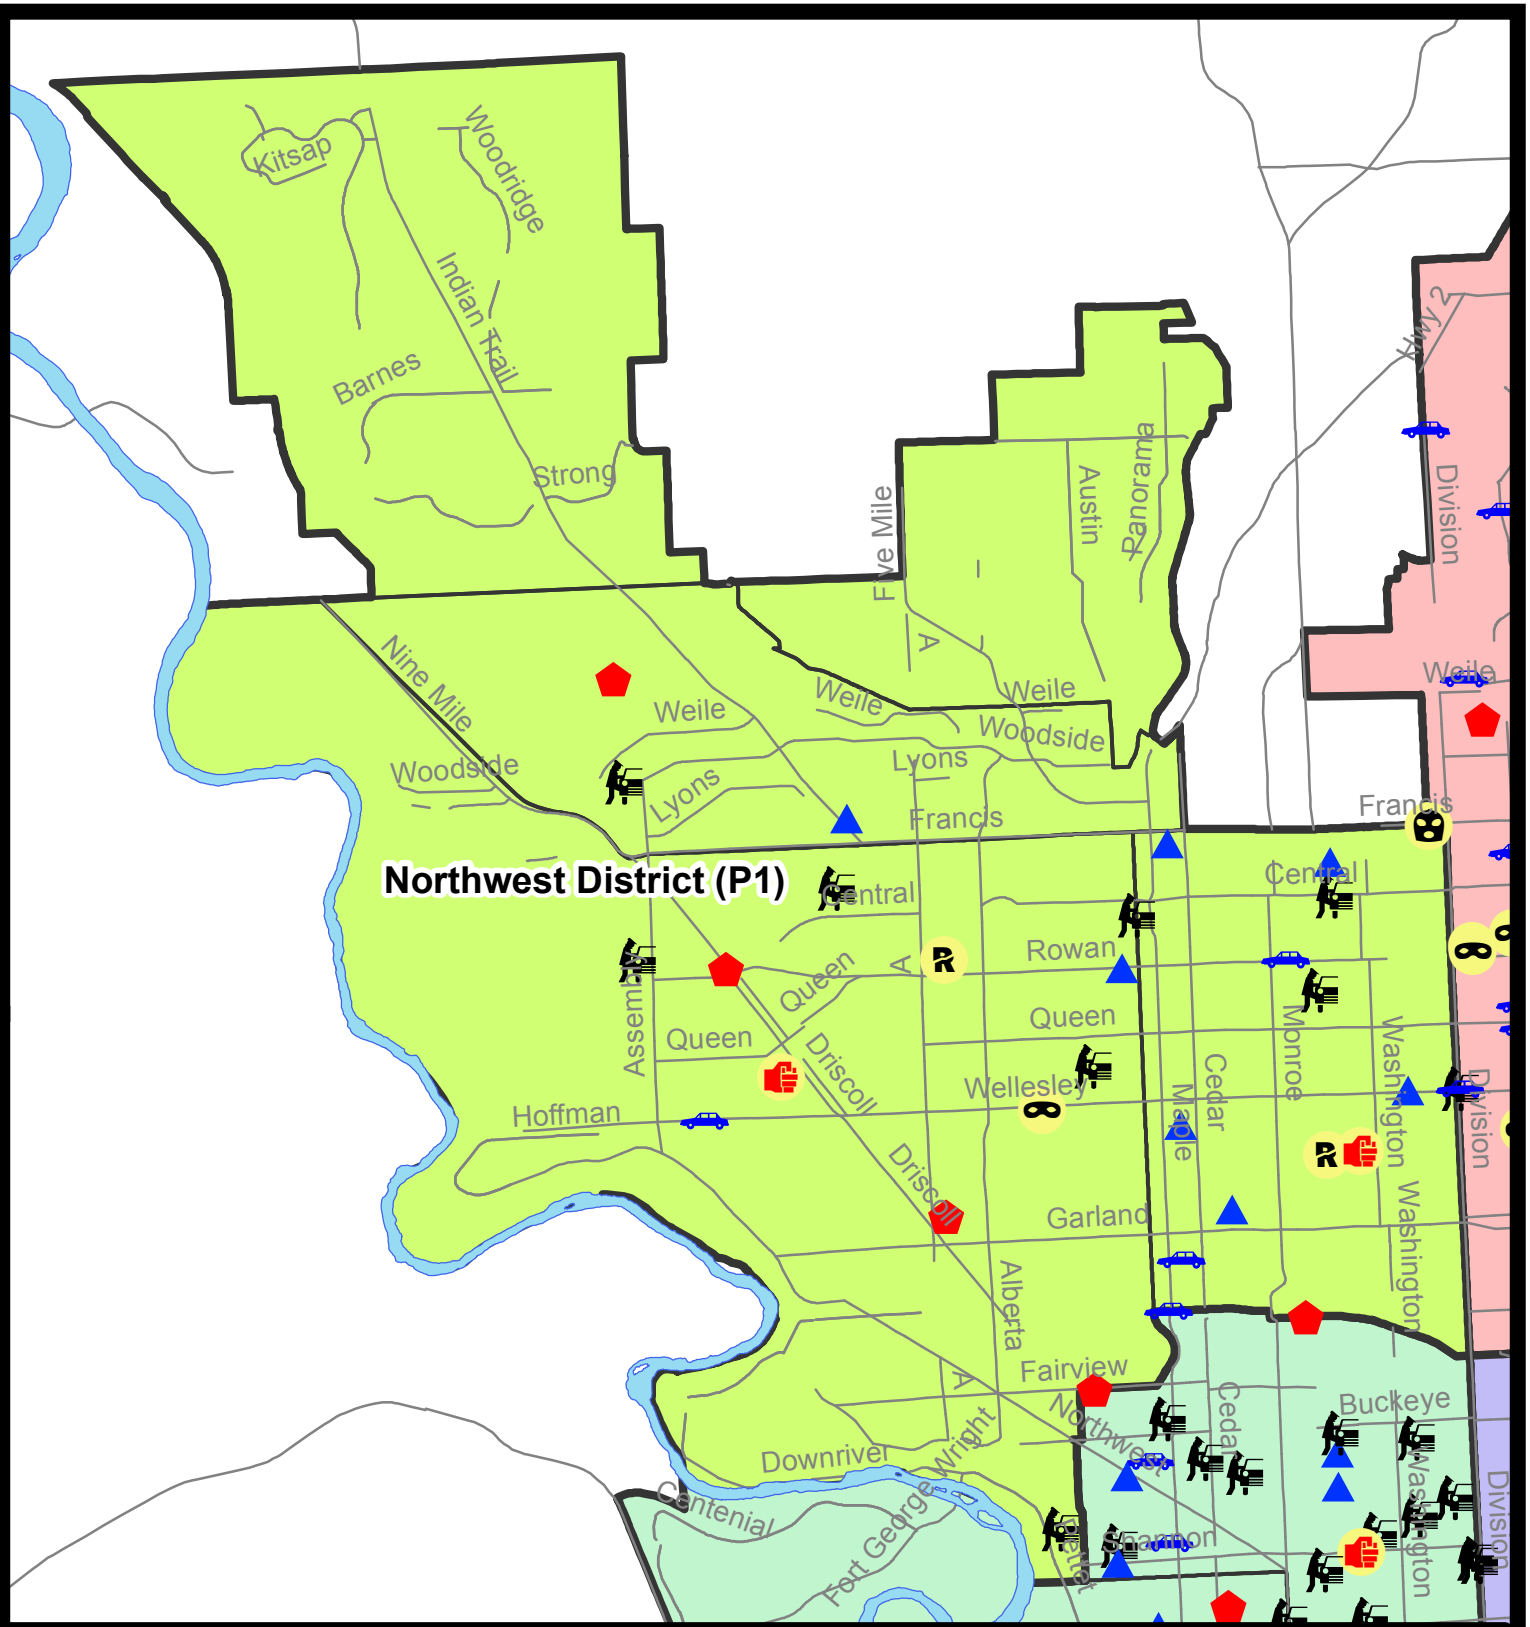 Kitsap
Woodridge
Indian Trail
Hwy 2
Barnes
Strong
Five Mile
Austin
Panorama
Division
Nine Mile
A
Weile
Weile
Weile
Weile
Woodside
Woodside
Lyons
Lyons
Francis
Francis
Northwest District (P1)
Central
Central
Rowan
A
Queen
Queen
Queen
Assembly
Driscoll
Monroe
Washington
Cedar
Maple
Division
Wellesley
Hoffman
Driscoll
Garland
Washington
Alberta
Fairview
A
Cedar
Buckeye
Northwest
Downriver
Fort George Wright
Centenial
Pettet
Shannon
Washington
Division
R
R